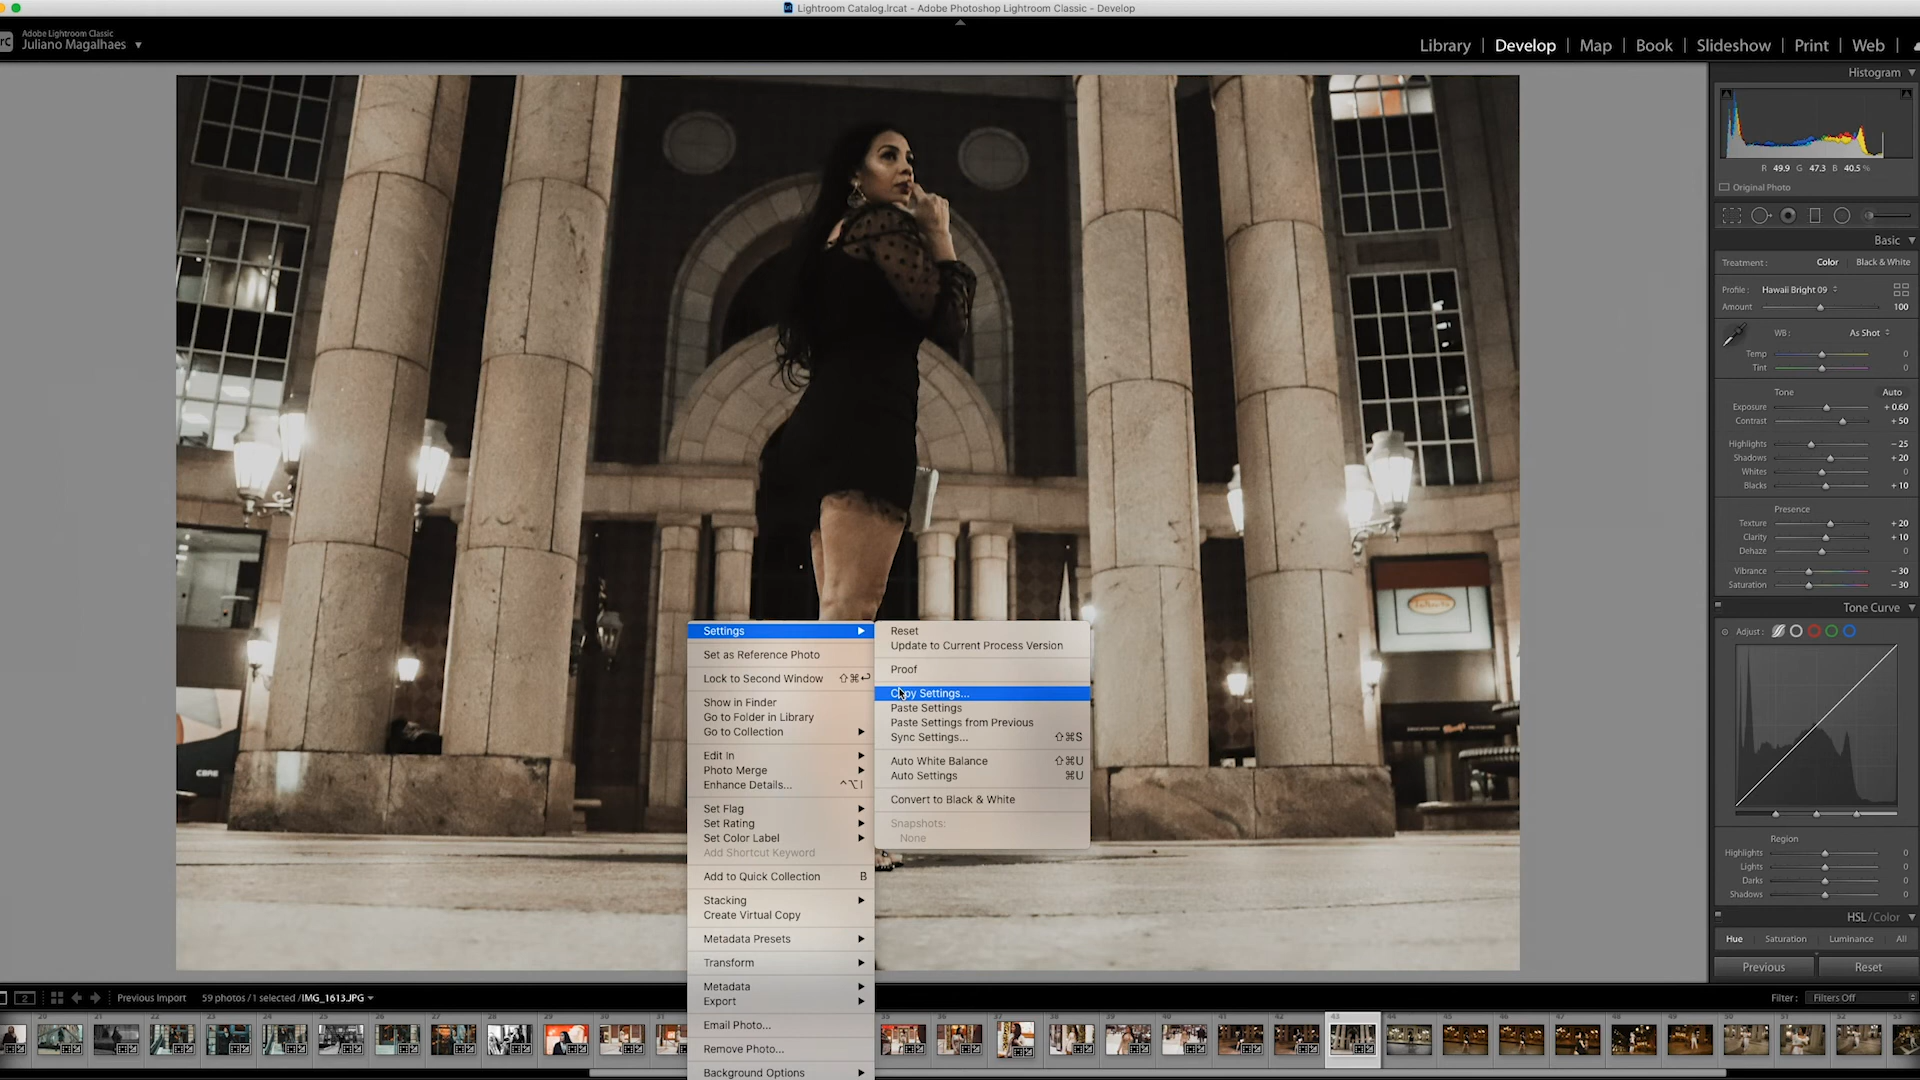 Lightroom Catalog.lrcat - Adobe Photoshop Lightroom Classic - Develop
Adobe Lightroom Classic
Juliano Magalhaes
Library | Develop | Map | Book | Slideshow | Print | Web |
Histogram
R 49.9 G 47.3 B 40.5 %
Original Photo
Basic
Treatment : Color Black & White
Profile : Hawaii Bright 09
Amount 100
WB : As Shot
Temp 0
Tint 0
Tone Auto
Exposure + 0.60
Contrast + 50
Highlights − 25
Shadows + 20
Whites 0
Blacks + 10
Presence
Texture + 20
Clarity + 10
Dehaze 0
Vibrance − 30
Saturation − 30
Tone Curve
Adjust :
Region
Highlights 0
Lights 0
Darks 0
Shadows 0
HSL / Color
Hue Saturation Luminance All
Previous Reset
Settings
Set as Reference Photo
Lock to Second Window ⇧⌘↩
Show in Finder
Go to Folder in Library
Go to Collection
Edit In
Photo Merge
Enhance Details... ^⌥I
Set Flag
Set Rating
Set Color Label
Add Shortcut Keyword
Add to Quick Collection B
Stacking
Create Virtual Copy
Metadata Presets
Transform
Metadata
Export
Email Photo...
Remove Photo...
Background Options
Reset
Update to Current Process Version
Proof
Copy Settings...
Paste Settings
Paste Settings from Previous
Sync Settings... ⇧⌘S
Auto White Balance ⇧⌘U
Auto Settings ⌘U
Convert to Black & White
Snapshots:
None
2 Previous Import 59 photos / 1 selected / IMG_1613.JPG
Filter : Filters Off